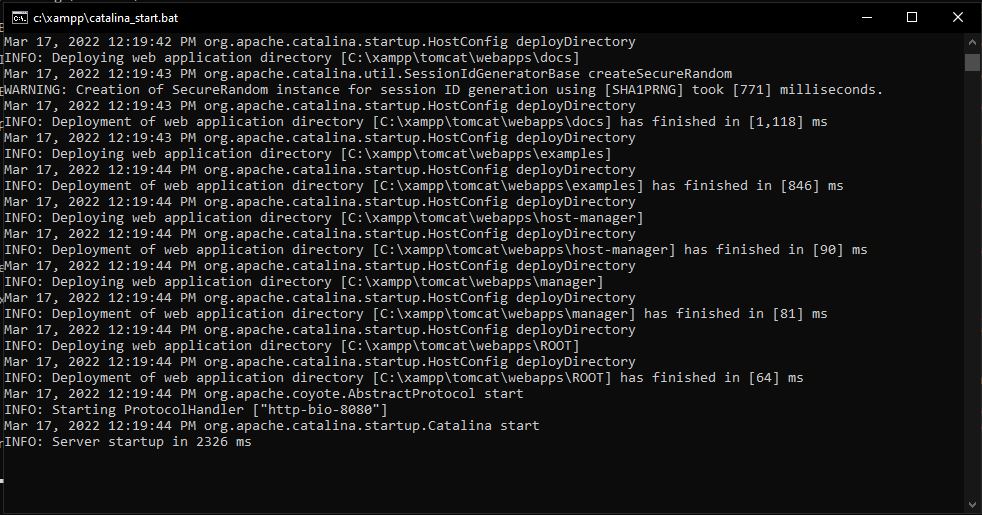 c:\xampp\catalina_start.bat
Mar 17, 2022 12:19:42 PM org.apache.catalina.startup.HostConfig deployDirectory
INFO: Deploying web application directory [C:\xampp\tomcat\webapps\docs]
Mar 17, 2022 12:19:43 PM org.apache.catalina.util.SessionIdGeneratorBase createSecureRandom
WARNING: Creation of SecureRandom instance for session ID generation using [SHA1PRNG] took [771] milliseconds.
Mar 17, 2022 12:19:43 PM org.apache.catalina.startup.HostConfig deployDirectory
INFO: Deployment of web application directory [C:\xampp\tomcat\webapps\docs] has finished in [1,118] ms
Mar 17, 2022 12:19:43 PM org.apache.catalina.startup.HostConfig deployDirectory
INFO: Deploying web application directory [C:\xampp\tomcat\webapps\examples]
Mar 17, 2022 12:19:44 PM org.apache.catalina.startup.HostConfig deployDirectory
INFO: Deployment of web application directory [C:\xampp\tomcat\webapps\examples] has finished in [846] ms
Mar 17, 2022 12:19:44 PM org.apache.catalina.startup.HostConfig deployDirectory
INFO: Deploying web application directory [C:\xampp\tomcat\webapps\host-manager]
Mar 17, 2022 12:19:44 PM org.apache.catalina.startup.HostConfig deployDirectory
INFO: Deployment of web application directory [C:\xampp\tomcat\webapps\host-manager] has finished in [90] ms
Mar 17, 2022 12:19:44 PM org.apache.catalina.startup.HostConfig deployDirectory
INFO: Deploying web application directory [C:\xampp\tomcat\webapps\manager]
Mar 17, 2022 12:19:44 PM org.apache.catalina.startup.HostConfig deployDirectory
INFO: Deployment of web application directory [C:\xampp\tomcat\webapps\manager] has finished in [81] ms
Mar 17, 2022 12:19:44 PM org.apache.catalina.startup.HostConfig deployDirectory
INFO: Deploying web application directory [C:\xampp\tomcat\webapps\ROOT]
Mar 17, 2022 12:19:44 PM org.apache.catalina.startup.HostConfig deployDirectory
INFO: Deployment of web application directory [C:\xampp\tomcat\webapps\ROOT] has finished in [64] ms
Mar 17, 2022 12:19:44 PM org.apache.coyote.AbstractProtocol start
INFO: Starting ProtocolHandler ["http-bio-8080"]
Mar 17, 2022 12:19:44 PM org.apache.catalina.startup.Catalina start
INFO: Server startup in 2326 ms